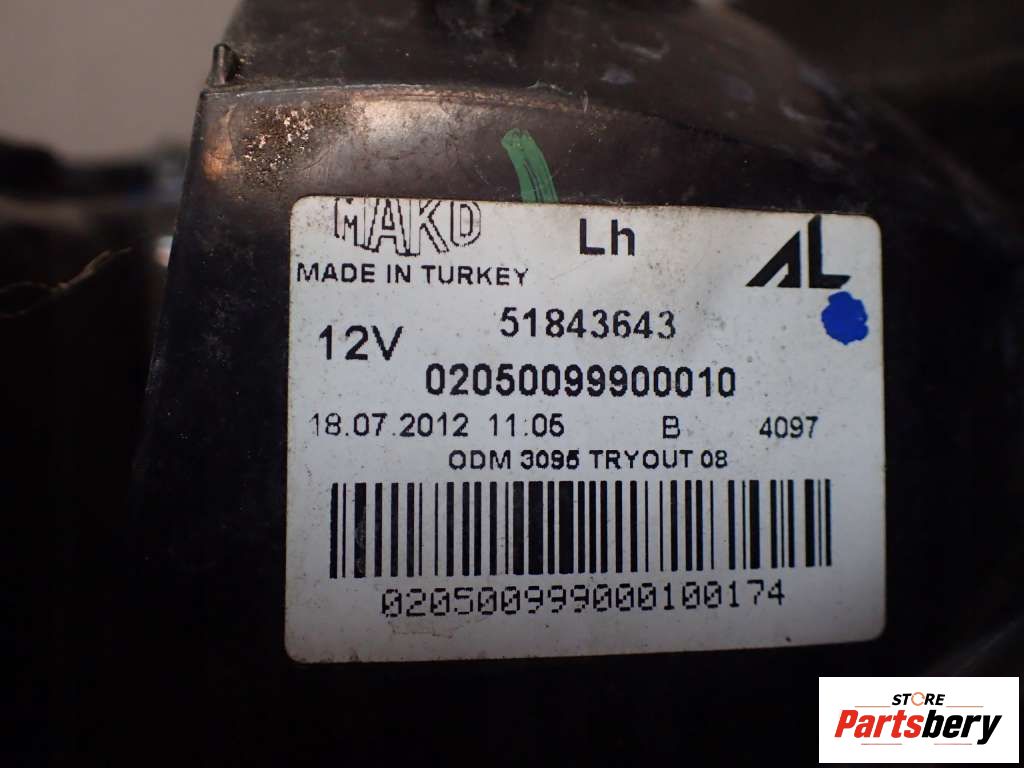 MAKO Lh AL
MADE IN TURKEY
12V 51843643
02050099900010
18.07.2012 11:05 B 4097
ODM 3095 TRYOUT 08
020500999000100174
STORE
Partsbery